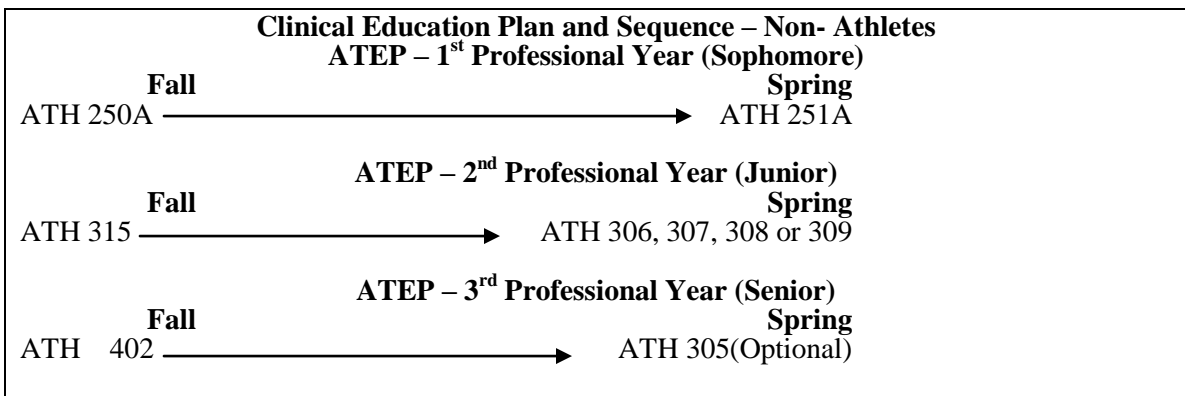 Clinical Education Plan and Sequence – Non- Athletes
ATEP – 1st Professional Year (Sophomore)
Fall Spring
ATH 250A ATH 251A
ATEP – 2nd Professional Year (Junior)
Fall Spring
ATH 315 ATH 306, 307, 308 or 309
ATEP – 3rd Professional Year (Senior)
Fall Spring
ATH 402 ATH 305(Optional)